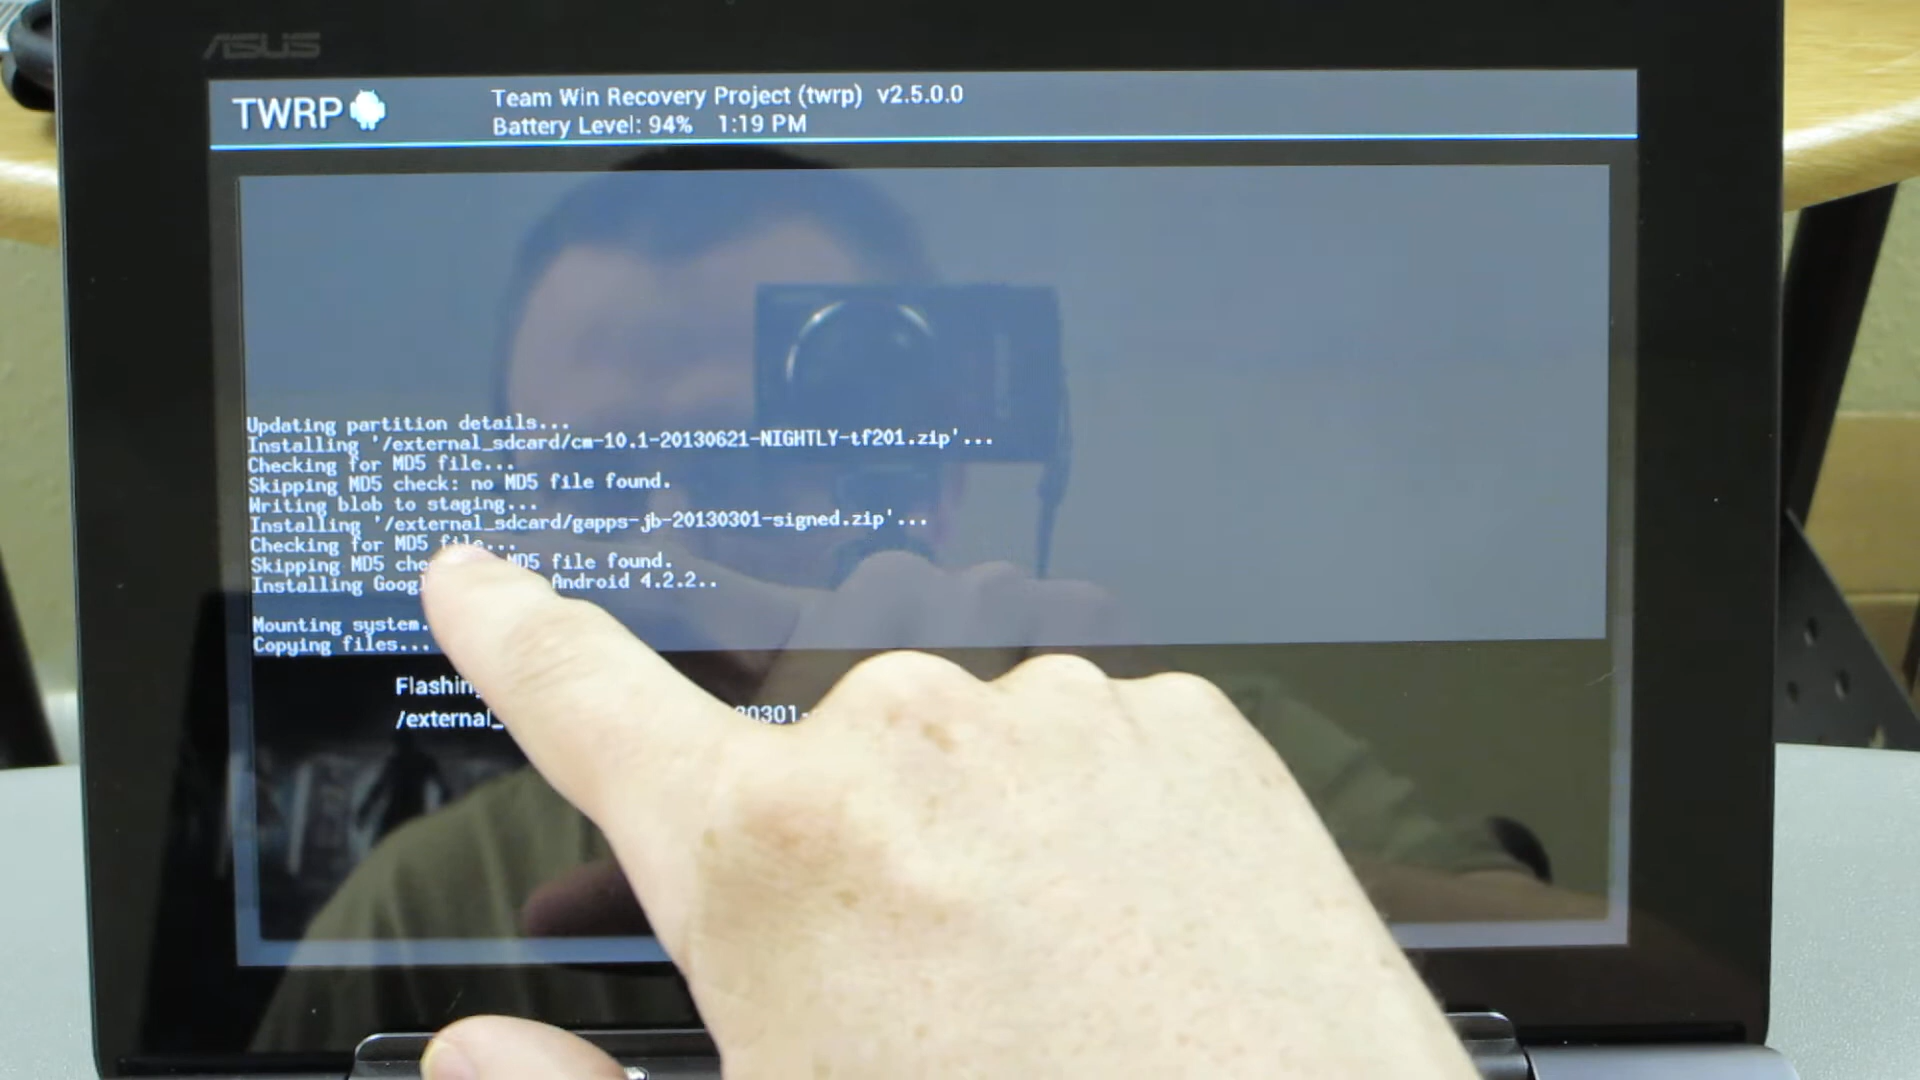 ASUS
TWRP
Team Win Recovery Project (twrp) v2.5.0.0
Battery Level: 94% 1:19 PM
Updating partition details...
Installing '/external_sdcard/cm-10.1-20130621-NIGHTLY-tf201.zip'...
Checking for MD5 file...
Skipping MD5 check: no MD5 file found.
Writing blob to staging...
Installing '/external_sdcard/gapps-jb-20130301-signed.zip'...
Checking for MD5 file...
Skipping MD5 MD5 file found.
Installing Android 4.2.2..
Mounting system.
Copying files...